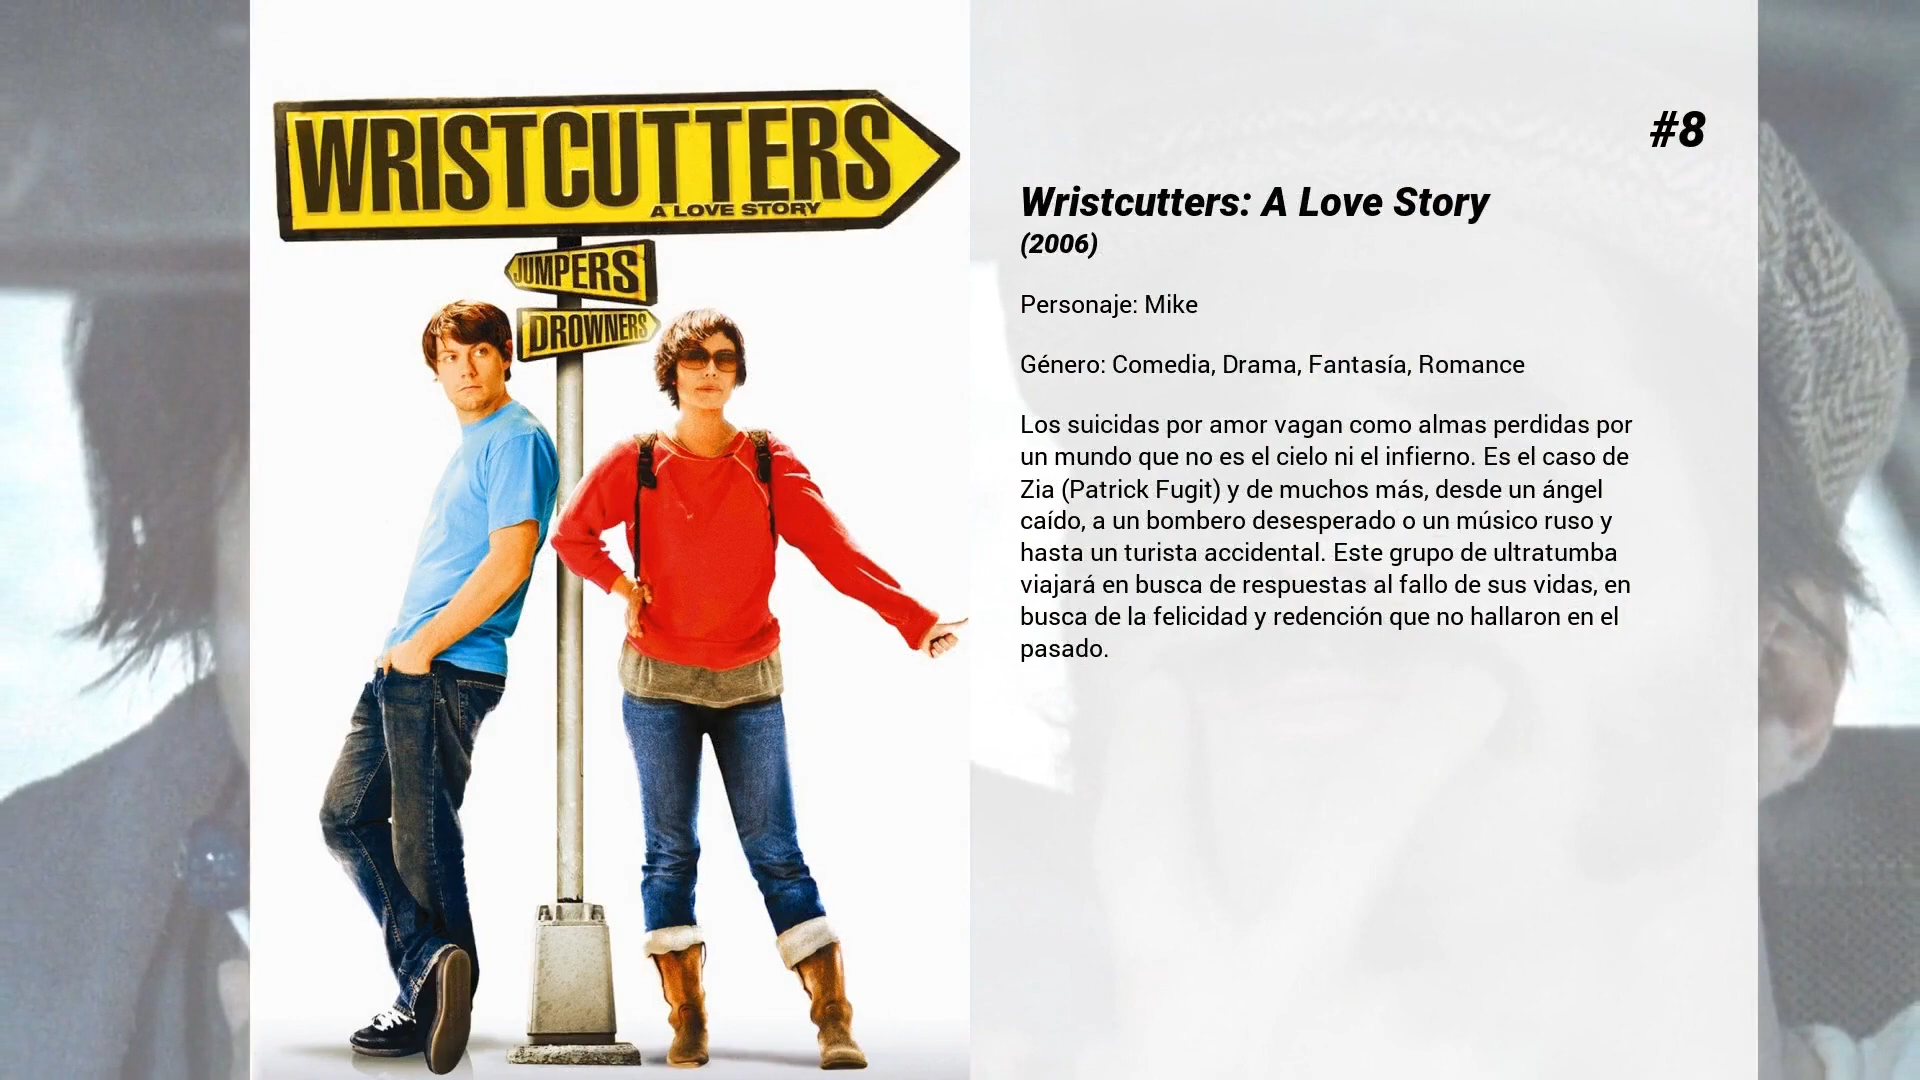 WRISTCUTTERS
A LOVE STORY
JUMPERS
DROWNERS
#8
Wristcutters: A Love Story
(2006)
Personaje: Mike
Género: Comedia, Drama, Fantasía, Romance
Los suicidas por amor vagan como almas perdidas por
un mundo que no es el cielo ni el infierno. Es el caso de
Zia (Patrick Fugit) y de muchos más, desde un ángel
caído, a un bombero desesperado o un músico ruso y
hasta un turista accidental. Este grupo de ultratumba
viajará en busca de respuestas al fallo de sus vidas, en
busca de la felicidad y redención que no hallaron en el
pasado.